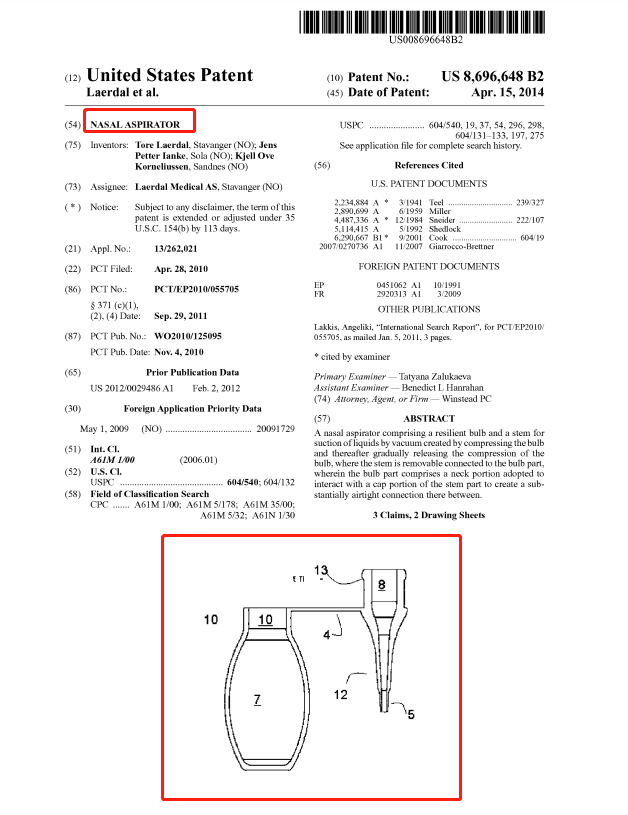 US008696648B2
(12) United States Patent
Laerdal et al.
(10) Patent No.: US 8,696,648 B2
(45) Date of Patent: Apr. 15, 2014
(54) NASAL ASPIRATOR
(75) Inventors: Tore Laerdal, Stavanger (NO); Jens
Petter Ianke, Sola (NO); Kjell Ove
Korneliussen, Sandnes (NO)
(73) Assignee: Laerdal Medical AS, Stavanger (NO)
( * ) Notice: Subject to any disclaimer, the term of this
patent is extended or adjusted under 35
U.S.C. 154(b) by 113 days.
(21) Appl. No.: 13/262,021
(22) PCT Filed: Apr. 28, 2010
(86) PCT No.: PCT/EP2010/055705
§ 371 (c)(1),
(2), (4) Date: Sep. 29, 2011
(87) PCT Pub. No.: WO2010/125095
PCT Pub. Date: Nov. 4, 2010
(65) Prior Publication Data
US 2012/0029486 A1 Feb. 2, 2012
(30) Foreign Application Priority Data
May 1, 2009 (NO) .................................... 20091729
(51) Int. Cl.
A61M 1/00 (2006.01)
(52) U.S. Cl.
USPC ........................................ 604/540; 604/132
(58) Field of Classification Search
CPC ....... A61M 1/00; A61M 5/178; A61M 35/00;
A61M 5/32; A61N 1/30
USPC ...................... 604/540, 19, 37, 54, 296, 298,
604/131–133, 197, 275
See application file for complete search history.
(56) References Cited
U.S. PATENT DOCUMENTS
2,234,884 A * 3/1941 Teel ............................ 239/327
2,890,699 A 6/1959 Miller
4,487,336 A * 12/1984 Sneider ...................... 222/107
5,114,415 A 5/1992 Shedlock
6,290,667 B1 * 9/2001 Cook ............................ 604/19
2007/0270736 A1 11/2007 Giarrocco-Brettner
FOREIGN PATENT DOCUMENTS
EP 0451062 A1 10/1991
FR 2920313 A1 3/2009
OTHER PUBLICATIONS
Lakkis, Angeliki, “International Search Report”, for PCT/EP2010/
055705, as mailed Jan. 5, 2011, 3 pages.
* cited by examiner
Primary Examiner — Tatyana Zalukaeva
Assistant Examiner — Benedict L Hanrahan
(74) Attorney, Agent, or Firm — Winstead PC
(57) ABSTRACT
A nasal aspirator comprising a resilient bulb and a stem for
suction of liquids by vacuum created by compressing the bulb
and thereafter gradually releasing the compression of the
bulb, where the stem is removable connected to the bulb part,
wherein the bulb part comprises a neck portion adopted to
interact with a cap portion of the stem part to create a sub-
stantially airtight connection there between.
3 Claims, 2 Drawing Sheets
13
8
10
10
4
7
12
5